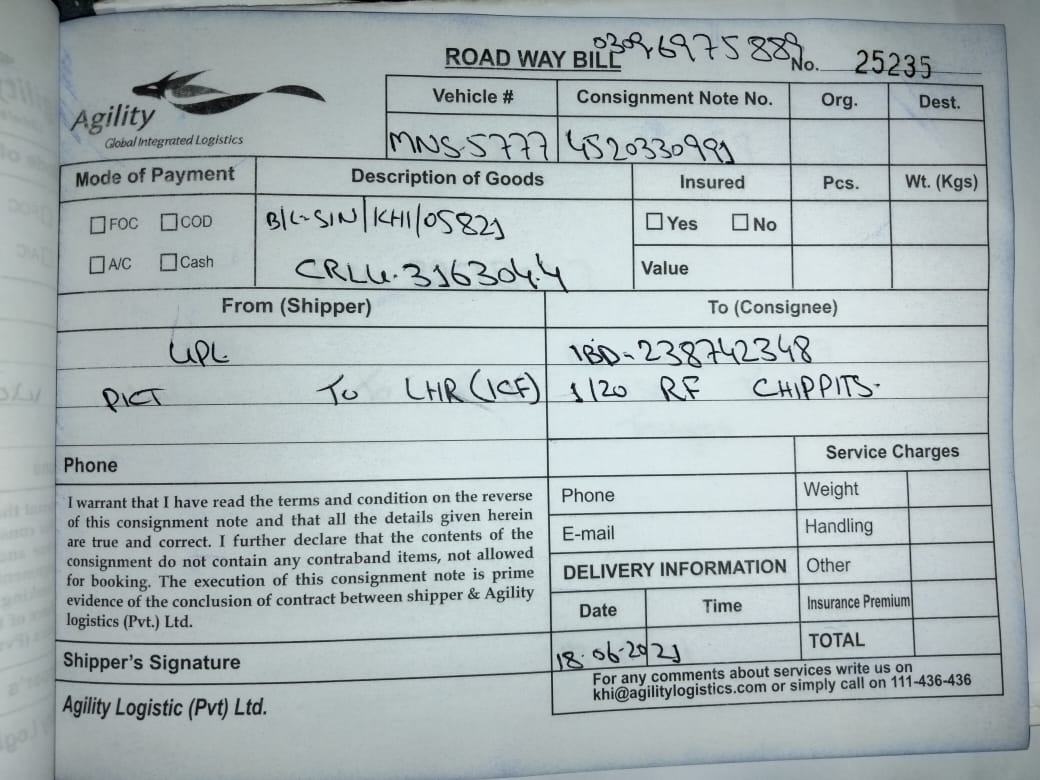 03096975889
ROAD WAY BILL No. 25235
Agility
Global Integrated Logistics
Vehicle # Consignment Note No. Org. Dest.
MNS-5777 4520330991
Mode of Payment Description of Goods Insured Pcs. Wt. (Kgs)
FOC COD B/L-SIN/KHI/05821 Yes No
A/C Cash CRLU-316304.4 Value
From (Shipper) To (Consignee)
UPL IBD-238742348
PICT TO LHR (ICF) 1/20 RF CHIPPITS.
Phone Service Charges
I warrant that I have read the terms and condition on the reverse
of this consignment note and that all the details given herein
are true and correct. I further declare that the contents of the
consignment do not contain any contraband items, not allowed
for booking. The execution of this consignment note is prime
evidence of the conclusion of contract between shipper & Agility
logistics (Pvt.) Ltd.
Phone Weight
E-mail Handling
DELIVERY INFORMATION Other
Date Time Insurance Premium
18-06-2021 TOTAL
Shipper's Signature
For any comments about services write us on
khi@agilitylogistics.com or simply call on 111-436-436
Agility Logistic (Pvt) Ltd.